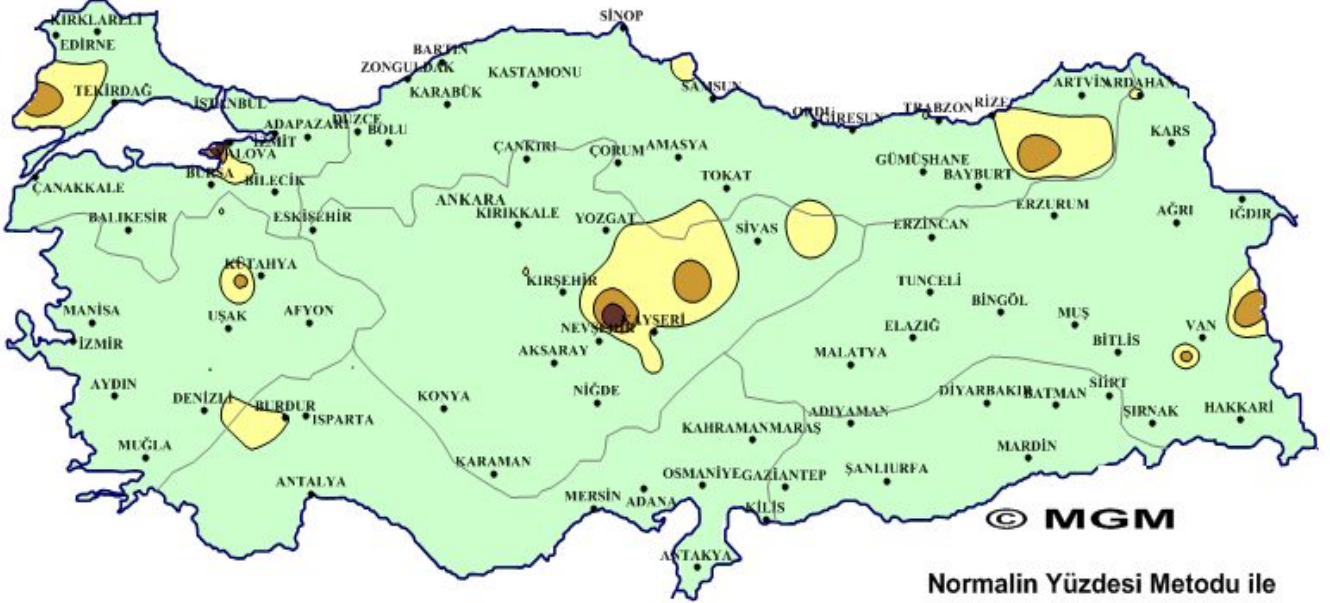 SİNOP
KIRKLARELİ
EDİRNE
BARTIN
ZONGULDAK
KASTAMONU
KARABÜK
TEKİRDAĞ
İSTANBUL
SAMSUN
ARTVİN
ARDAHAN
ORDU
GİRESUN
TRABZON
RİZE
ADAPAZARI
DÜZCE
BOLU
İZMİT
YALOVA
KARS
ÇANKIRI
ÇORUM
AMASYA
GÜMÜŞHANE
BAYBURT
ÇANAKKALE
BURSA
BİLECİK
TOKAT
ANKARA
KIRIKKALE
YOZGAT
ERZURUM
AĞRI
IĞDIR
BALIKESİR
ESKİŞEHİR
SİVAS
ERZİNCAN
KÜTAHYA
KIRŞEHİR
TUNCELİ
BİNGÖL
MUŞ
MANİSA
UŞAK
AFYON
NEVŞEHİR
KAYSERİ
ELAZIĞ
VAN
BİTLİS
İZMİR
AKSARAY
MALATYA
AYDIN
DENİZLİ
BURDUR
ISPARTA
KONYA
NİĞDE
ADIYAMAN
DİYARBAKIR
BATMAN
SİİRT
ŞIRNAK
HAKKARİ
KAHRAMANMARAŞ
MUĞLA
MARDİN
KARAMAN
OSMANİYE
GAZİANTEP
ŞANLIURFA
ANTALYA
MERSİN
ADANA
KİLİS
© MGM
ANTAKYA
Normalin Yüzdesi Metodu ile